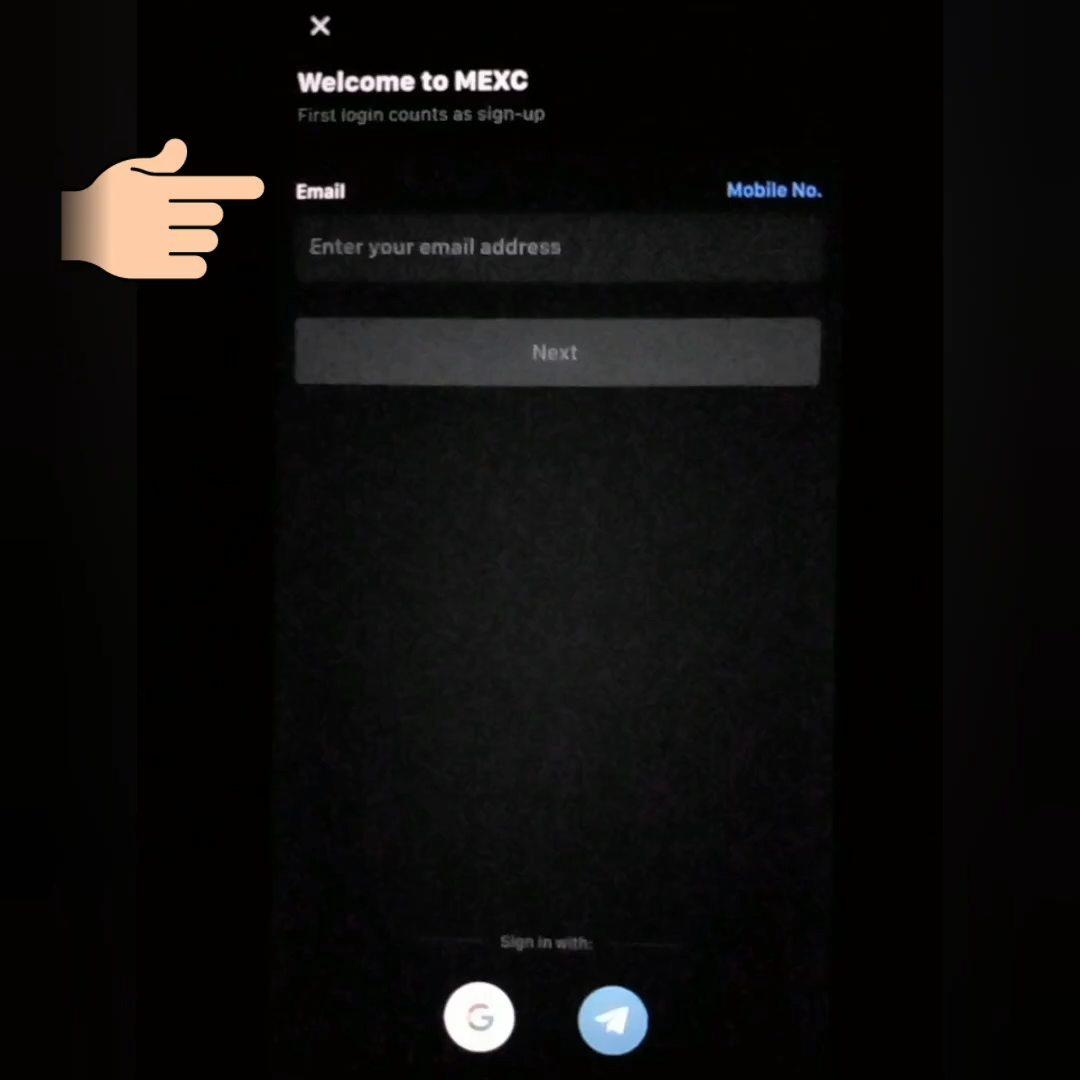 Welcome to MEXC
First login counts as sign-up
Email
Mobile No.
Enter your email address
Next
Sign in with:
G